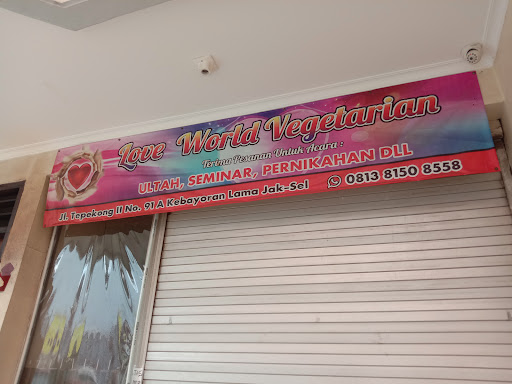 Love World Vegetarian
Terima Pesanan Untuk Acara :
ULTAH, SEMINAR, PERNIKAHAN DLL
Jl. Tepekong II No. 91 A Kebayoran Lama Jak-Sel 0813 8150 8558